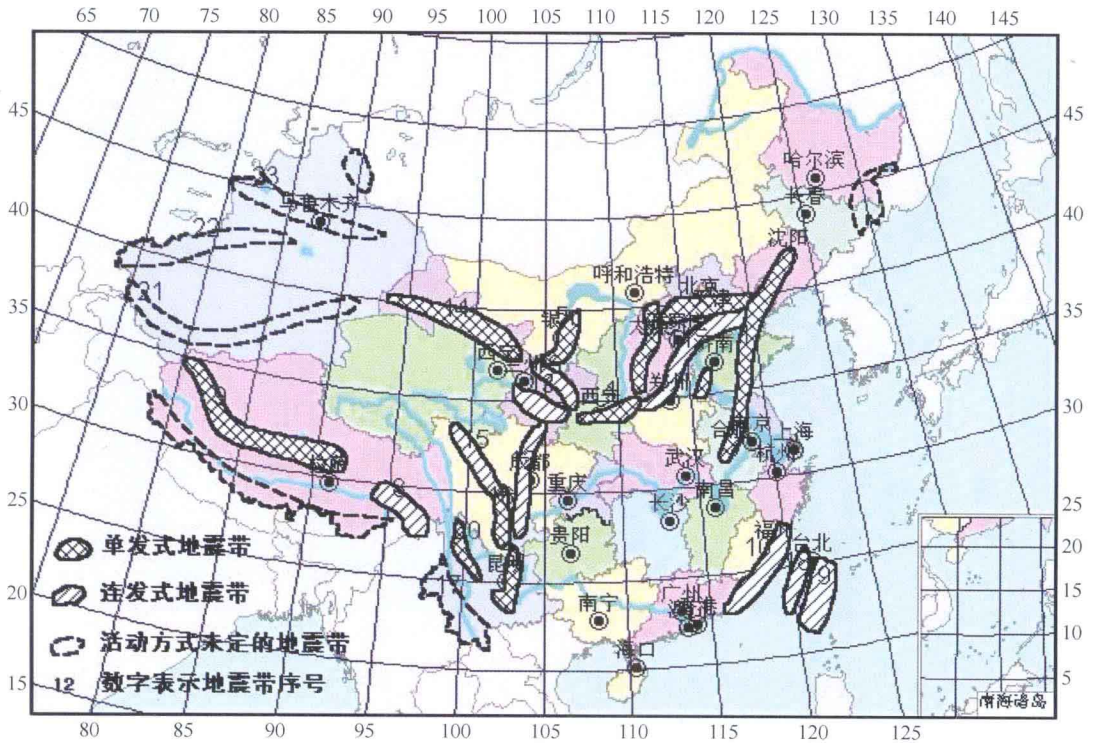 65 70 75 80 85 90 95 100 105 110 115 120 125 130 135 140 145
45 45
40 40
35 35
30 30
25 25
20
15
哈尔滨
长春
沈阳
乌鲁木齐
22
21
呼和浩特
北京
14
济南
西宁
西安
郑州
合肥
南京
上海
杭州
武汉
成都
重庆
长沙
南昌
拉萨
贵阳
昆明
台北
南宁
广州
海口
单发式地震带
连发式地震带
活动方式未定的地震带
12 数字表示地震带序号
20
15
10
5
南海诸岛
80 85 90 95 100 105 110 115 120 125